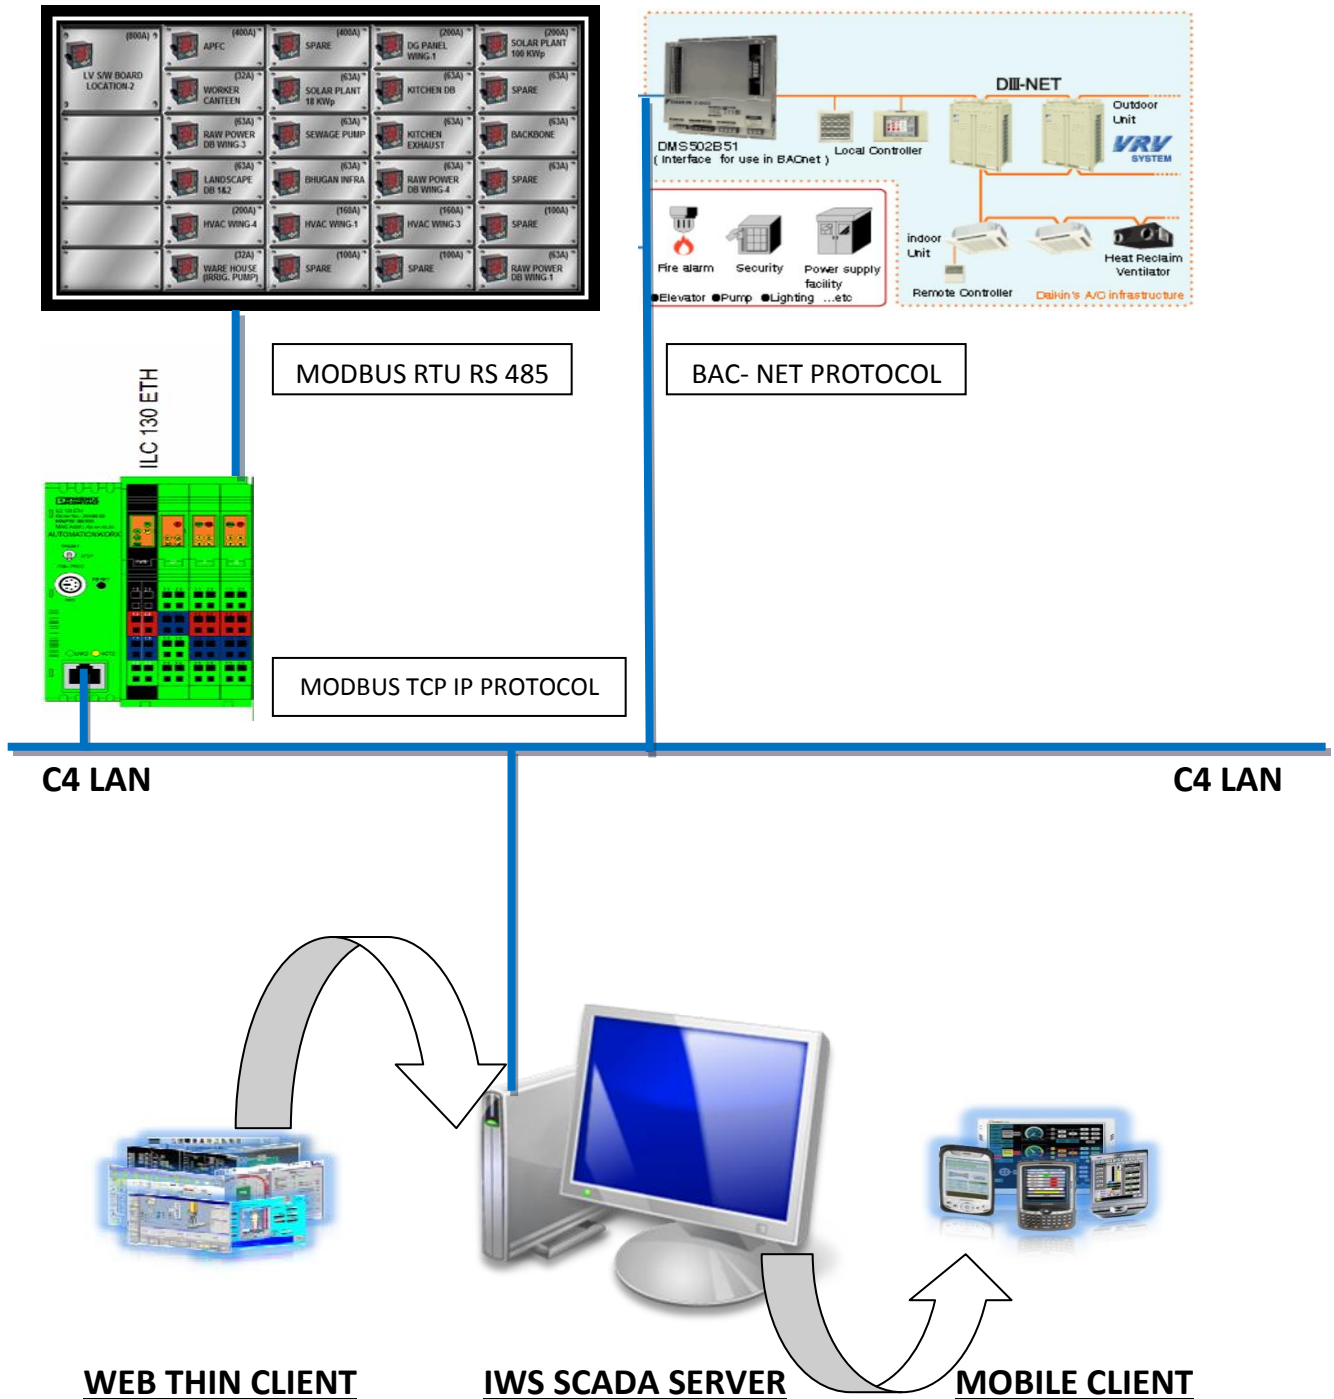 (800A)
LV S/W BOARD
LOCATION-2
(400A)
APFC
(400A)
SPARE
(200A)
DG PANEL
WING-1
(200A)
SOLAR PLANT
100 KWp
(32A)
WORKER
CANTEEN
(63A)
SOLAR PLANT
18 KWp
(63A)
KITCHEN DB
(63A)
SPARE
(63A)
RAW POWER
DB WING-3
(63A)
SEWAGE PUMP
(63A)
KITCHEN
EXHAUST
(63A)
BACKBONE
(63A)
LANDSCAPE
DB 1&2
(63A)
BHUGAN INFRA
(63A)
RAW POWER
DB WING-4
(63A)
SPARE
(200A)
HVAC WING-4
(160A)
HVAC WING-1
(160A)
HVAC WING-3
(100A)
SPARE
(32A)
WARE HOUSE
(IRRIG. PUMP)
(100A)
SPARE
(100A)
SPARE
(63A)
RAW POWER
DB WING-1
DIII-NET
Outdoor
Unit
VRV
SYSTEM
DMS502B51
( Interface for use in BACnet )
Local Controller
Fire alarm
Security
Power supply
facility
●Elevator ●Pump ●Lighting ...etc
indoor
Unit
Remote Controller
Heat Reclaim
Ventilator
Daikin's A/C infrastructure
MODBUS RTU RS 485
BAC- NET PROTOCOL
ILC 130 ETH
ILC 130 ETH
AUTOMATIONWORX
MODBUS TCP IP PROTOCOL
C4 LAN
C4 LAN
WEB THIN CLIENT
IWS SCADA SERVER
MOBILE CLIENT